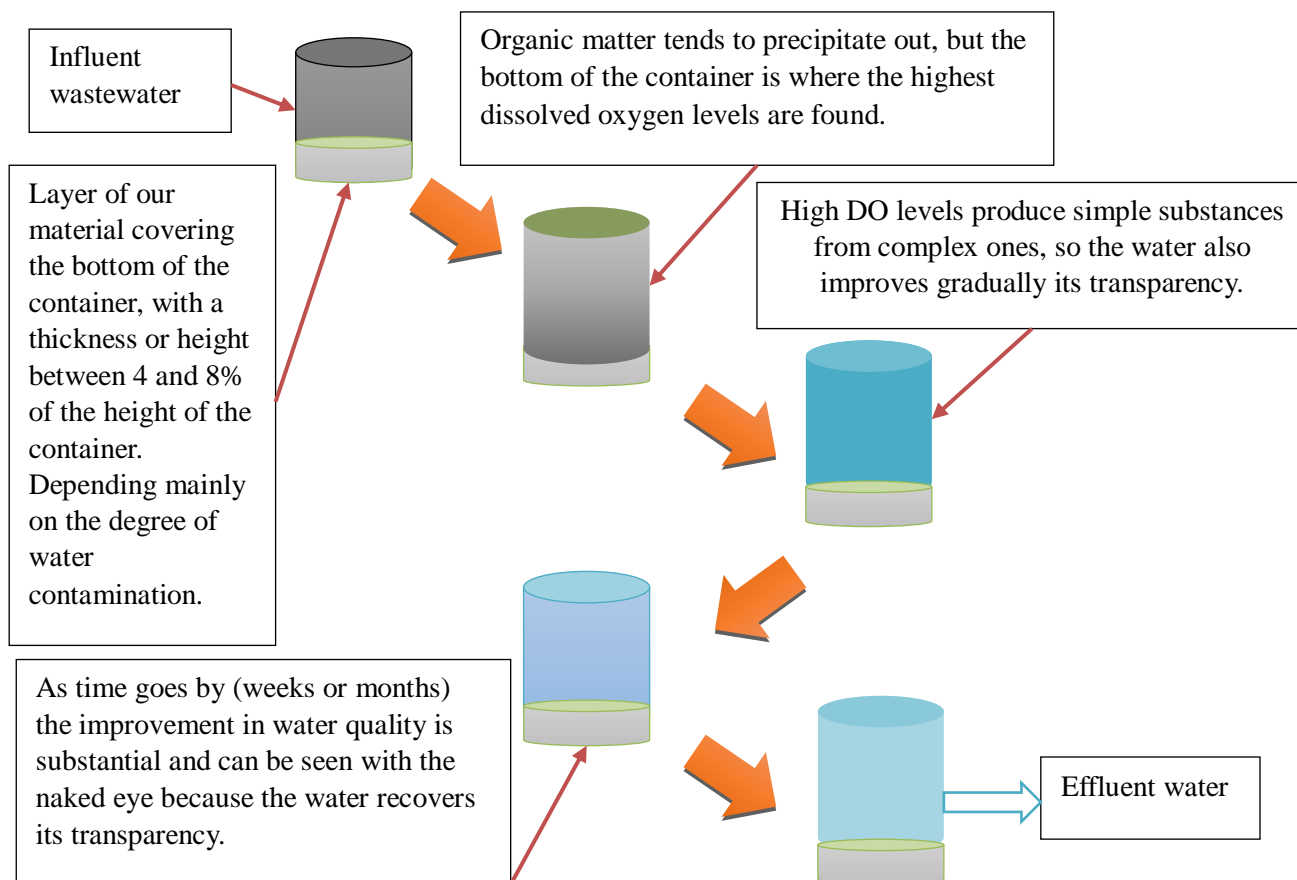 Influent
wastewater
Organic matter tends to precipitate out, but the
bottom of the container is where the highest
dissolved oxygen levels are found.
Layer of our
material covering
the bottom of the
container, with a
thickness or height
between 4 and 8%
of the height of the
container.
Depending mainly
on the degree of
water
contamination.
High DO levels produce simple substances
from complex ones, so the water also
improves gradually its transparency.
As time goes by (weeks or months)
the improvement in water quality is
substantial and can be seen with the
naked eye because the water recovers
its transparency.
Effluent water